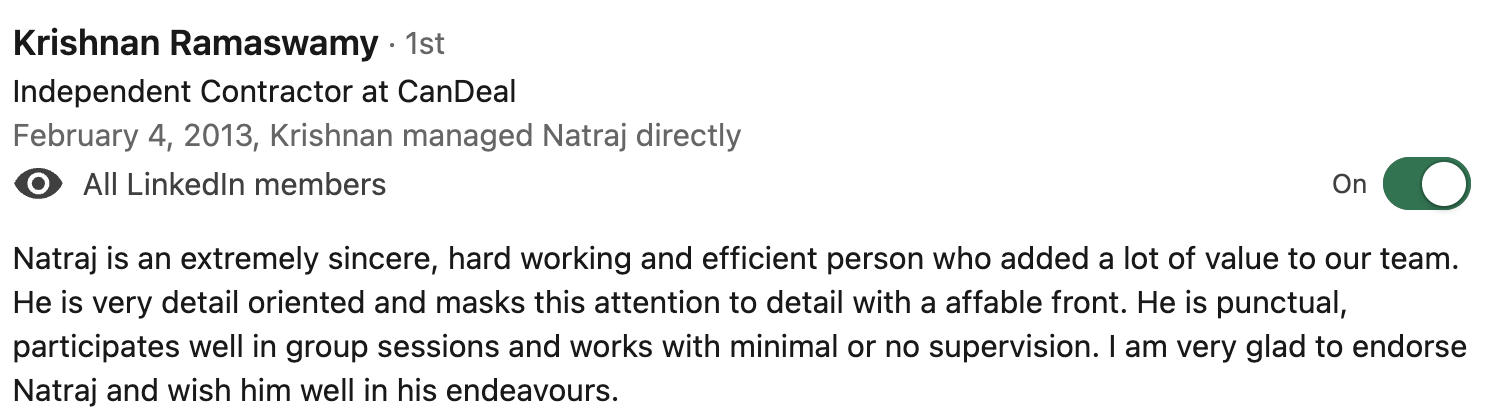 Krishnan Ramaswamy · 1st
Independent Contractor at CanDeal
February 4, 2013, Krishnan managed Natraj directly
All LinkedIn members
On
Natraj is an extremely sincere, hard working and efficient person who added a lot of value to our team.
He is very detail oriented and masks this attention to detail with a affable front. He is punctual,
participates well in group sessions and works with minimal or no supervision. I am very glad to endorse
Natraj and wish him well in his endeavours.